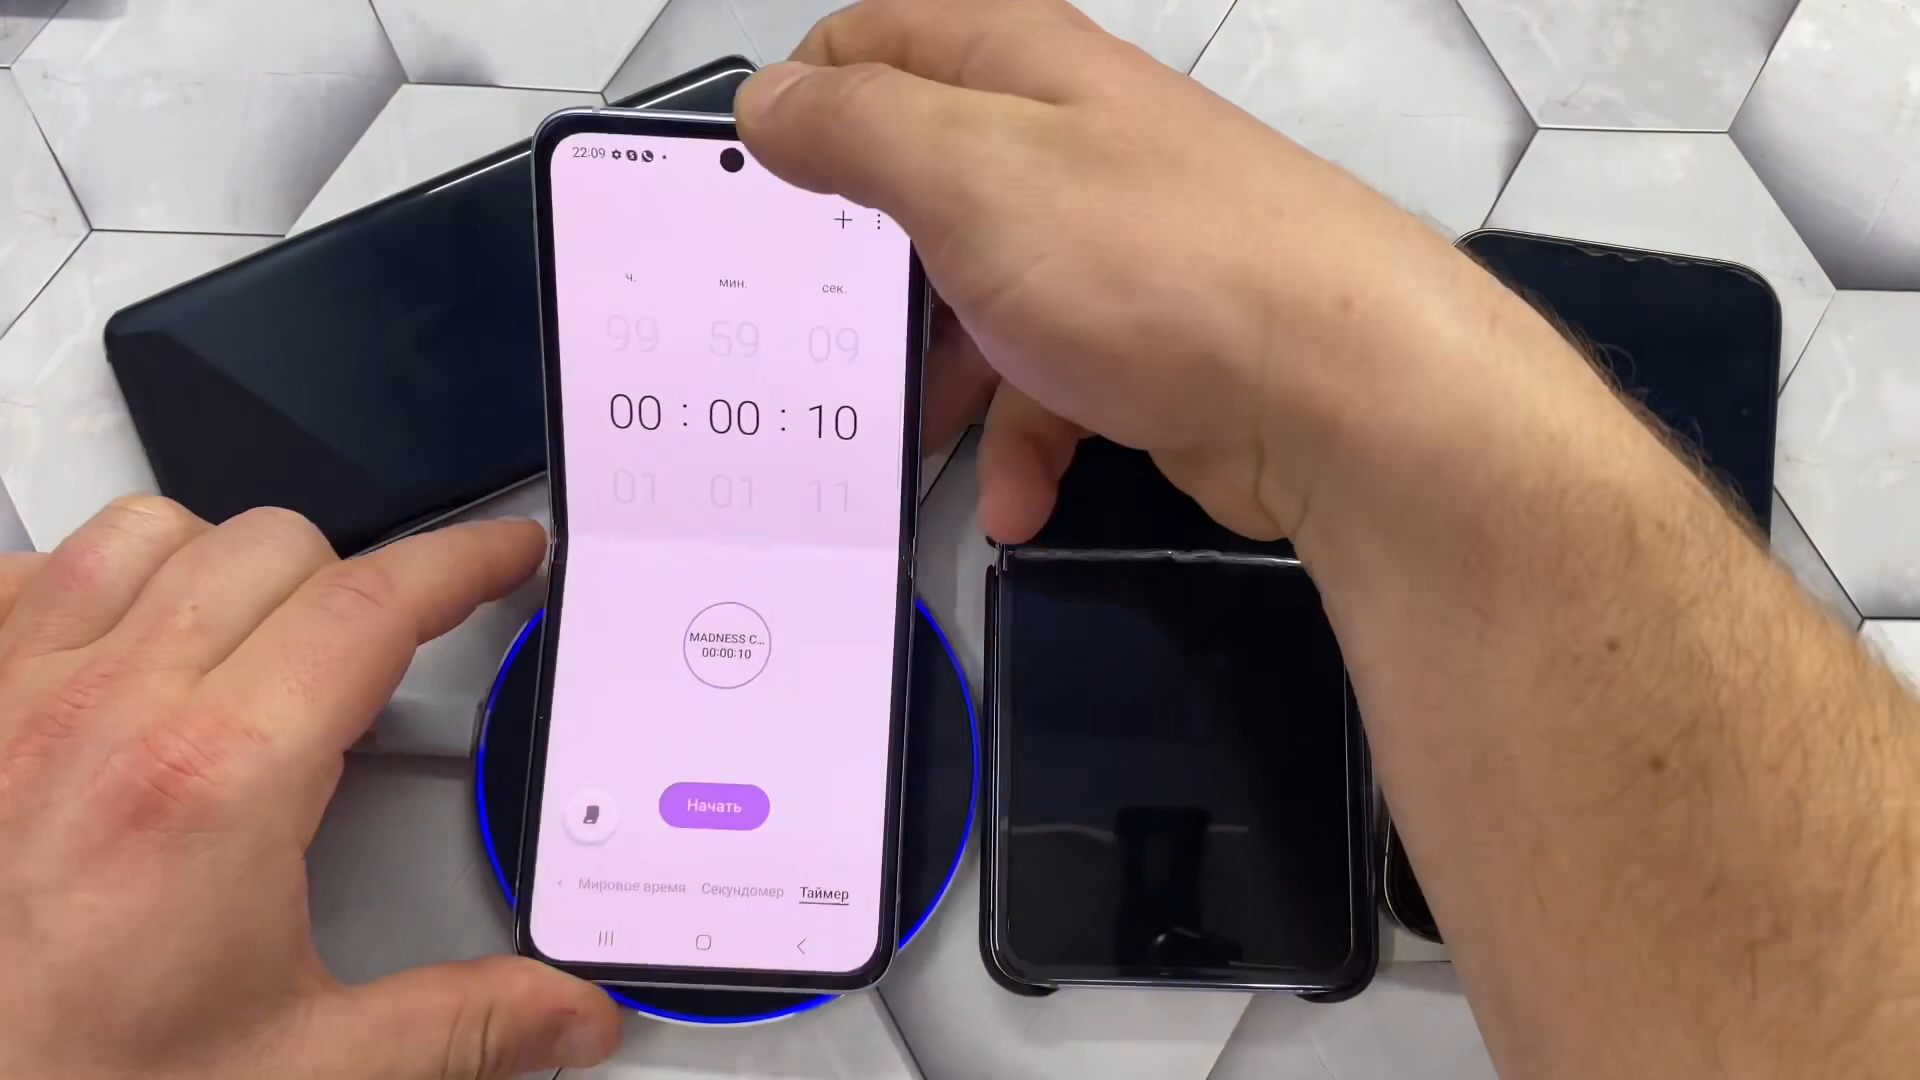 22:09
ч. мин. сек.
99 59 09
00 : 00 : 10
01 01 11
MADNESS C...
00:00:10
Начать
Мировое время Секундомер Таймер